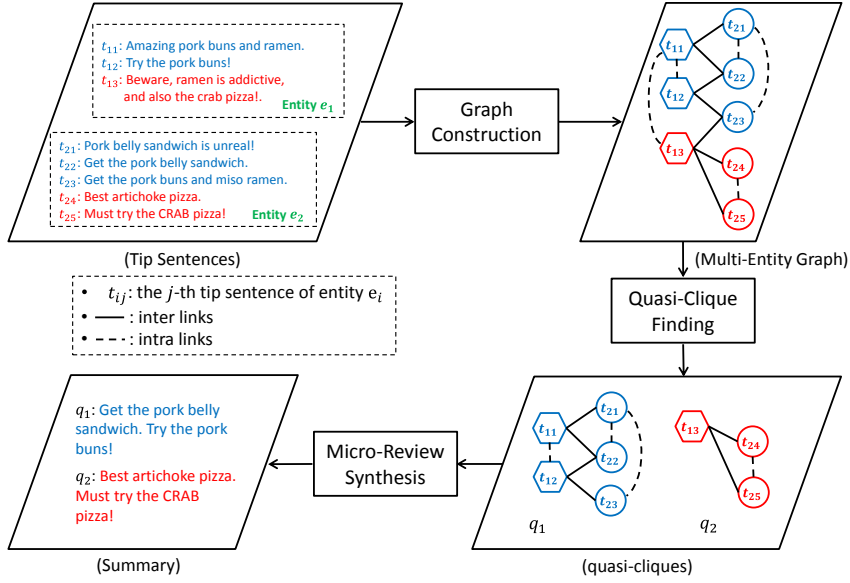 t11: Amazing pork buns and ramen.
t12: Try the pork buns!
t13: Beware, ramen is addictive,
and also the crab pizza!.
Entity e1
t21: Pork belly sandwich is unreal!
t22: Get the pork belly sandwich.
t23: Get the pork buns and miso ramen.
t24: Best artichoke pizza.
t25: Must try the CRAB pizza!
Entity e2
(Tip Sentences)
Graph
Construction
t21
t11
t22
t12
t23
t13
t24
t25
(Multi-Entity Graph)
• tij: the j-th tip sentence of entity ei
• : inter links
• : intra links
Quasi-Clique
Finding
t21
t11
t22
t12
t23
q1
t13
t24
t25
q2
(quasi-cliques)
Micro-Review
Synthesis
q1: Get the pork belly
sandwich. Try the pork
buns!
q2: Best artichoke pizza.
Must try the CRAB
pizza!
(Summary)